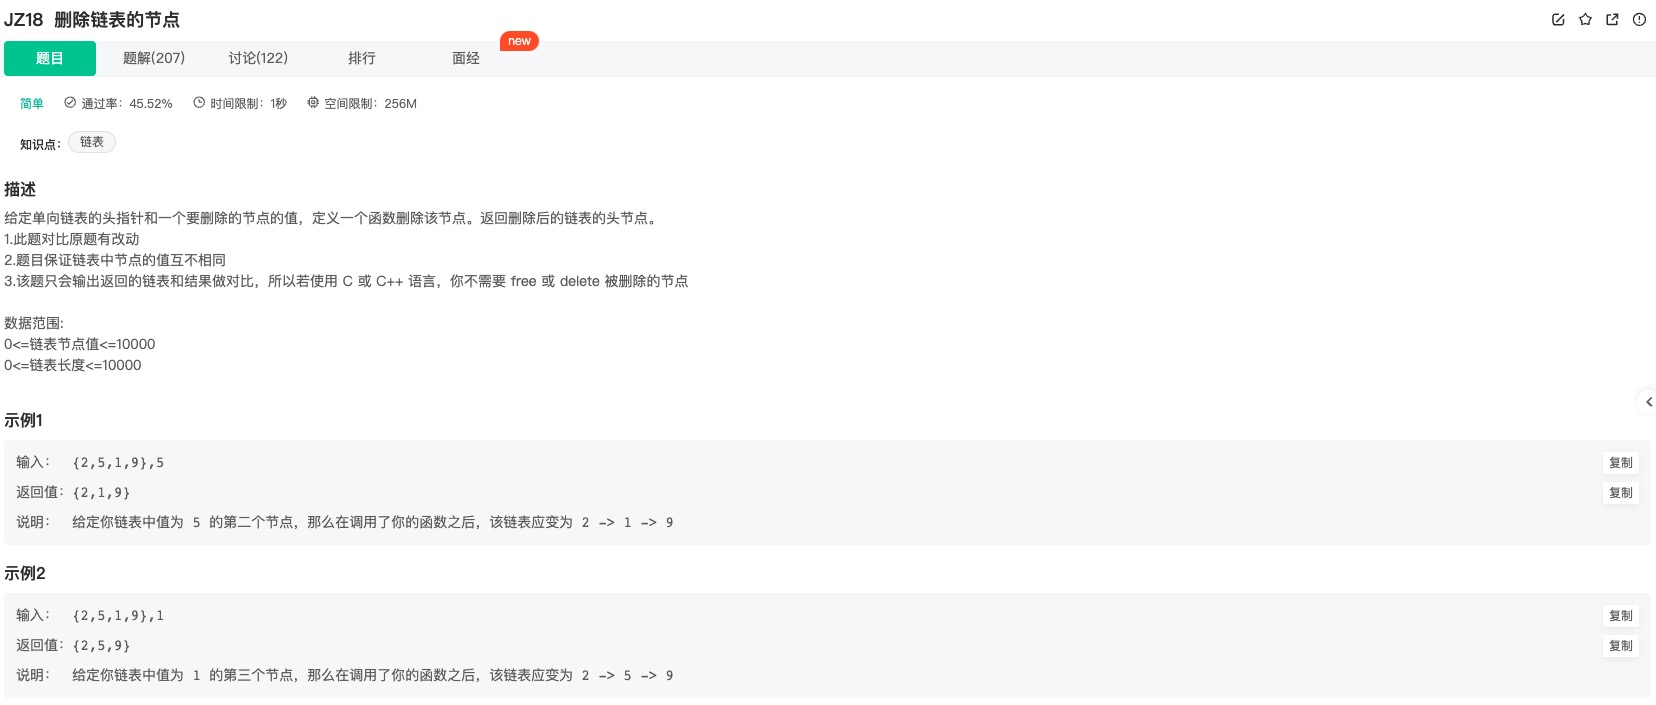 JZ18 删除链表的节点
题目 题解(207) 讨论(122) 排行 面经 new
简单 通过率：45.52% 时间限制：1秒 空间限制：256M
知识点： 链表
描述
给定单向链表的头指针和一个要删除的节点的值，定义一个函数删除该节点。返回删除后的链表的头节点。
1.此题对比原题有改动
2.题目保证链表中节点的值互不相同
3.该题只会输出返回的链表和结果做对比，所以若使用 C 或 C++ 语言，你不需要 free 或 delete 被删除的节点
数据范围:
0<=链表节点值<=10000
0<=链表长度<=10000
示例1
输入： {2,5,1,9},5 复制
返回值：{2,1,9} 复制
说明： 给定你链表中值为 5 的第二个节点，那么在调用了你的函数之后，该链表应变为 2 -> 1 -> 9
示例2
输入： {2,5,1,9},1 复制
返回值：{2,5,9} 复制
说明： 给定你链表中值为 1 的第三个节点，那么在调用了你的函数之后，该链表应变为 2 -> 5 -> 9